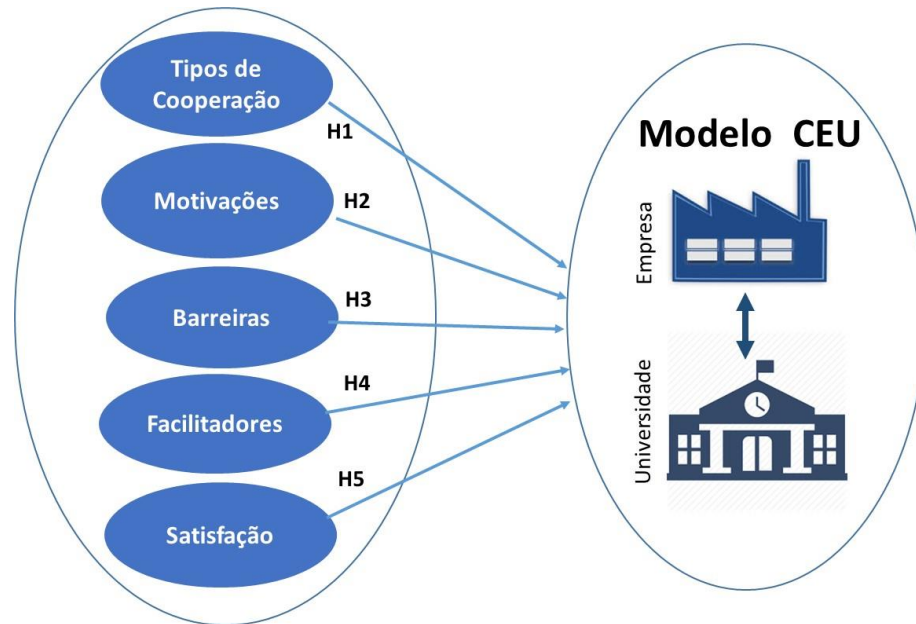 Tipos de
Cooperação
H1
Motivações
H2
Barreiras
H3
Facilitadores
H4
Satisfação
H5
Modelo CEU
Empresa
Universidade